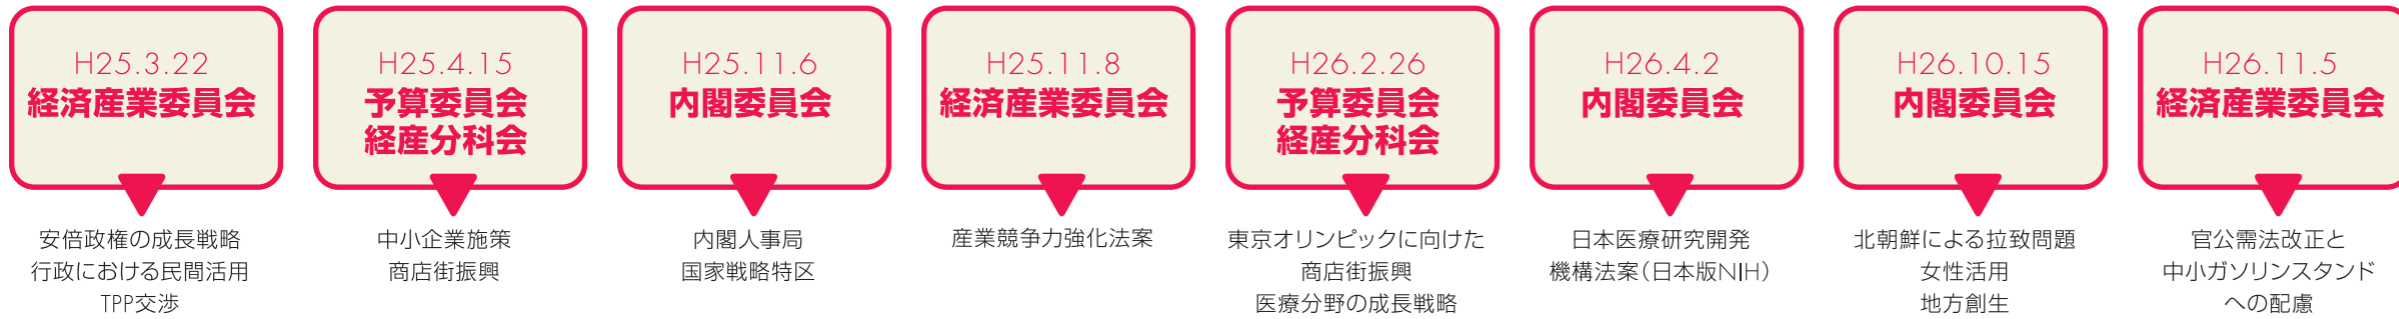 H25.3.22
経済産業委員会
安倍政権の成長戦略
行政における民間活用
TPP交渉
H25.4.15
予算委員会
経産分科会
中小企業施策
商店街振興
H25.11.6
内閣委員会
内閣人事局
国家戦略特区
H25.11.8
経済産業委員会
産業競争力強化法案
H26.2.26
予算委員会
経産分科会
東京オリンピックに向けた
商店街振興
医療分野の成長戦略
H26.4.2
内閣委員会
日本医療研究開発
機構法案(日本版NIH)
H26.10.15
内閣委員会
北朝鮮による拉致問題
女性活用
地方創生
H26.11.5
経済産業委員会
官公需法改正と
中小ガソリンスタンド
への配慮